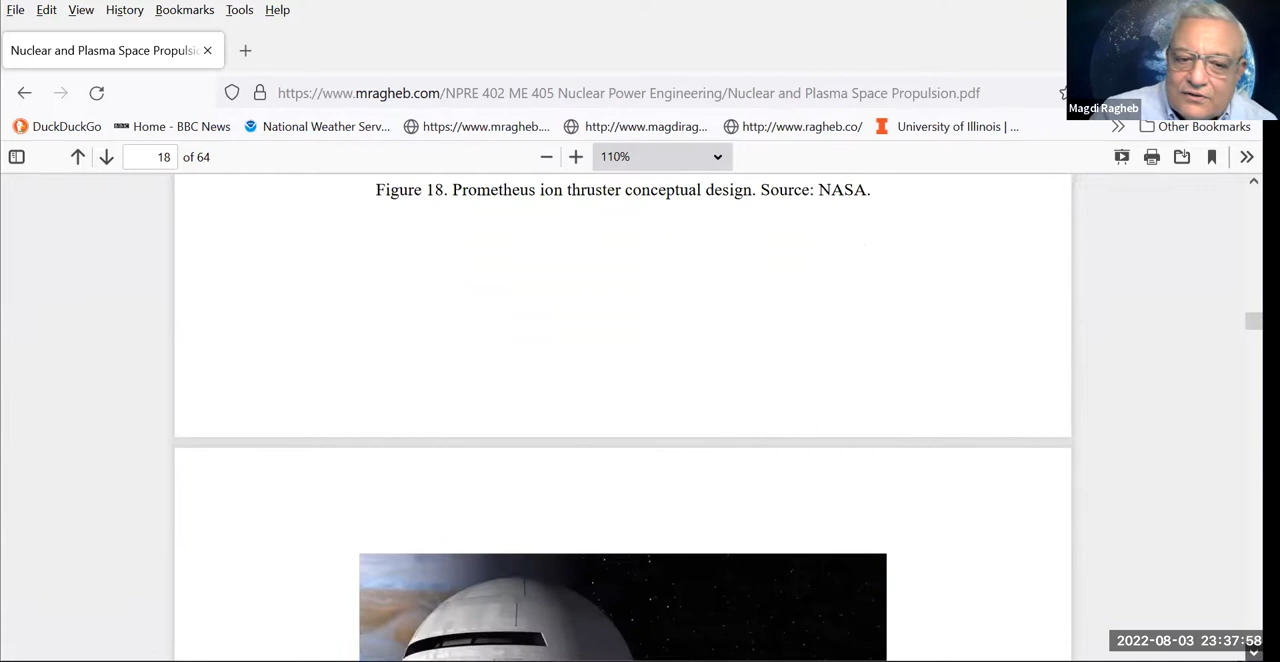 File Edit View History Bookmarks Tools Help
Nuclear and Plasma Space Propulsi
https://www.mragheb.com/NPRE 402 ME 405 Nuclear Power Engineering/Nuclear and Plasma Space Propulsion.pdf
Magdi Ragheb
DuckDuckGo Home - BBC News National Weather Serv... https://www.mragheb.... http://www.magdirag... http://www.ragheb.co/ University of Illinois | ... Other Bookmarks
18 of 64 110%
Figure 18. Prometheus ion thruster conceptual design. Source: NASA.
2022-08-03 23:37:58